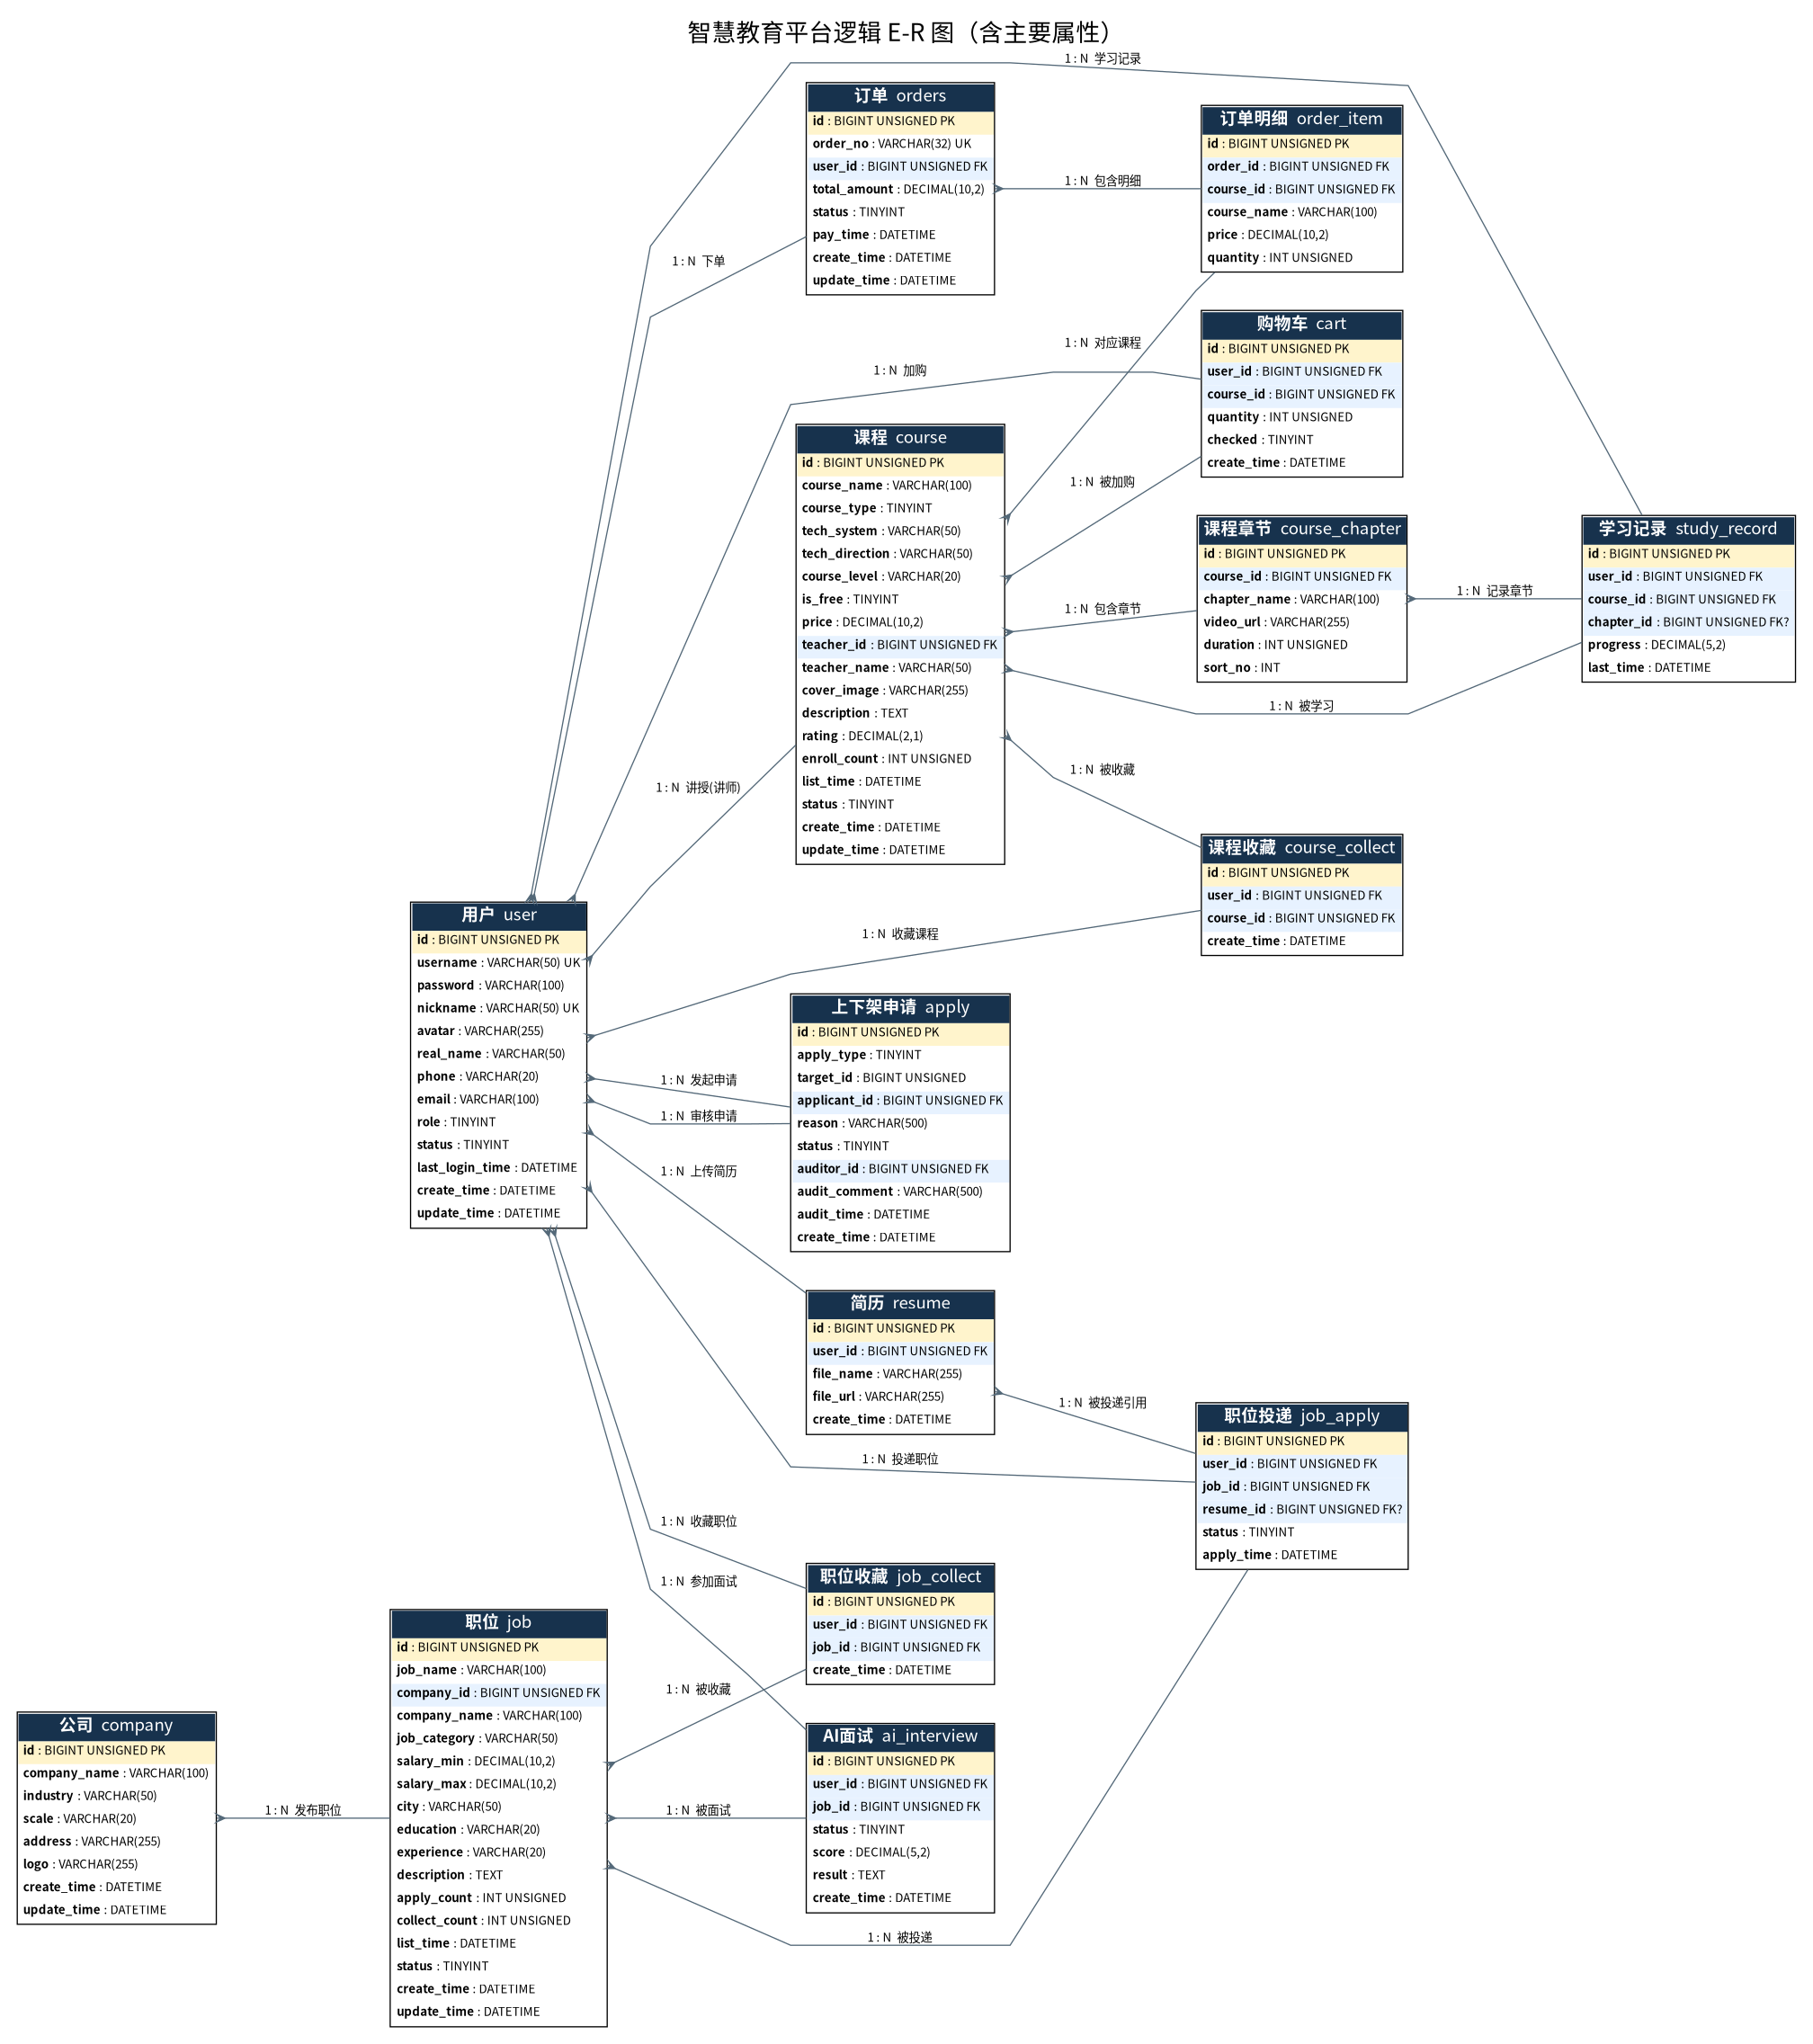 智慧教育平台逻辑 E-R 图（含主要属性）
1 : N 学习记录
订单 orders
id : BIGINT UNSIGNED PK
order_no : VARCHAR(32) UK
user_id : BIGINT UNSIGNED FK
total_amount : DECIMAL(10,2)
status : TINYINT
pay_time : DATETIME
create_time : DATETIME
update_time : DATETIME
1 : N 包含明细
订单明细 order_item
id : BIGINT UNSIGNED PK
order_id : BIGINT UNSIGNED FK
course_id : BIGINT UNSIGNED FK
course_name : VARCHAR(100)
price : DECIMAL(10,2)
quantity : INT UNSIGNED
1 : N 下单
1 : N 对应课程
1 : N 加购
购物车 cart
id : BIGINT UNSIGNED PK
user_id : BIGINT UNSIGNED FK
course_id : BIGINT UNSIGNED FK
quantity : INT UNSIGNED
checked : TINYINT
create_time : DATETIME
课程 course
id : BIGINT UNSIGNED PK
course_name : VARCHAR(100)
course_type : TINYINT
tech_system : VARCHAR(50)
tech_direction : VARCHAR(50)
course_level : VARCHAR(20)
is_free : TINYINT
price : DECIMAL(10,2)
teacher_id : BIGINT UNSIGNED FK
teacher_name : VARCHAR(50)
cover_image : VARCHAR(255)
description : TEXT
rating : DECIMAL(2,1)
enroll_count : INT UNSIGNED
list_time : DATETIME
status : TINYINT
create_time : DATETIME
update_time : DATETIME
1 : N 被加购
1 : N 包含章节
课程章节 course_chapter
id : BIGINT UNSIGNED PK
course_id : BIGINT UNSIGNED FK
chapter_name : VARCHAR(100)
video_url : VARCHAR(255)
duration : INT UNSIGNED
sort_no : INT
1 : N 记录章节
学习记录 study_record
id : BIGINT UNSIGNED PK
user_id : BIGINT UNSIGNED FK
course_id : BIGINT UNSIGNED FK
chapter_id : BIGINT UNSIGNED FK?
progress : DECIMAL(5,2)
last_time : DATETIME
1 : N 被学习
1 : N 被收藏
1 : N 讲授(讲师)
课程收藏 course_collect
id : BIGINT UNSIGNED PK
user_id : BIGINT UNSIGNED FK
course_id : BIGINT UNSIGNED FK
create_time : DATETIME
1 : N 收藏课程
用户 user
id : BIGINT UNSIGNED PK
username : VARCHAR(50) UK
password : VARCHAR(100)
nickname : VARCHAR(50) UK
avatar : VARCHAR(255)
real_name : VARCHAR(50)
phone : VARCHAR(20)
email : VARCHAR(100)
role : TINYINT
status : TINYINT
last_login_time : DATETIME
create_time : DATETIME
update_time : DATETIME
1 : N 发起申请
1 : N 审核申请
上下架申请 apply
id : BIGINT UNSIGNED PK
apply_type : TINYINT
target_id : BIGINT UNSIGNED
applicant_id : BIGINT UNSIGNED FK
reason : VARCHAR(500)
status : TINYINT
auditor_id : BIGINT UNSIGNED FK
audit_comment : VARCHAR(500)
audit_time : DATETIME
create_time : DATETIME
1 : N 上传简历
简历 resume
id : BIGINT UNSIGNED PK
user_id : BIGINT UNSIGNED FK
file_name : VARCHAR(255)
file_url : VARCHAR(255)
create_time : DATETIME
1 : N 被投递引用
1 : N 投递职位
职位投递 job_apply
id : BIGINT UNSIGNED PK
user_id : BIGINT UNSIGNED FK
job_id : BIGINT UNSIGNED FK
resume_id : BIGINT UNSIGNED FK?
status : TINYINT
apply_time : DATETIME
1 : N 收藏职位
1 : N 参加面试
职位收藏 job_collect
id : BIGINT UNSIGNED PK
user_id : BIGINT UNSIGNED FK
job_id : BIGINT UNSIGNED FK
create_time : DATETIME
1 : N 被收藏
职位 job
id : BIGINT UNSIGNED PK
job_name : VARCHAR(100)
company_id : BIGINT UNSIGNED FK
company_name : VARCHAR(100)
job_category : VARCHAR(50)
salary_min : DECIMAL(10,2)
salary_max : DECIMAL(10,2)
city : VARCHAR(50)
education : VARCHAR(20)
experience : VARCHAR(20)
description : TEXT
apply_count : INT UNSIGNED
collect_count : INT UNSIGNED
list_time : DATETIME
status : TINYINT
create_time : DATETIME
update_time : DATETIME
公司 company
id : BIGINT UNSIGNED PK
company_name : VARCHAR(100)
industry : VARCHAR(50)
scale : VARCHAR(20)
address : VARCHAR(255)
logo : VARCHAR(255)
create_time : DATETIME
update_time : DATETIME
1 : N 发布职位
1 : N 被面试
AI面试 ai_interview
id : BIGINT UNSIGNED PK
user_id : BIGINT UNSIGNED FK
job_id : BIGINT UNSIGNED FK
status : TINYINT
score : DECIMAL(5,2)
result : TEXT
create_time : DATETIME
1 : N 被投递